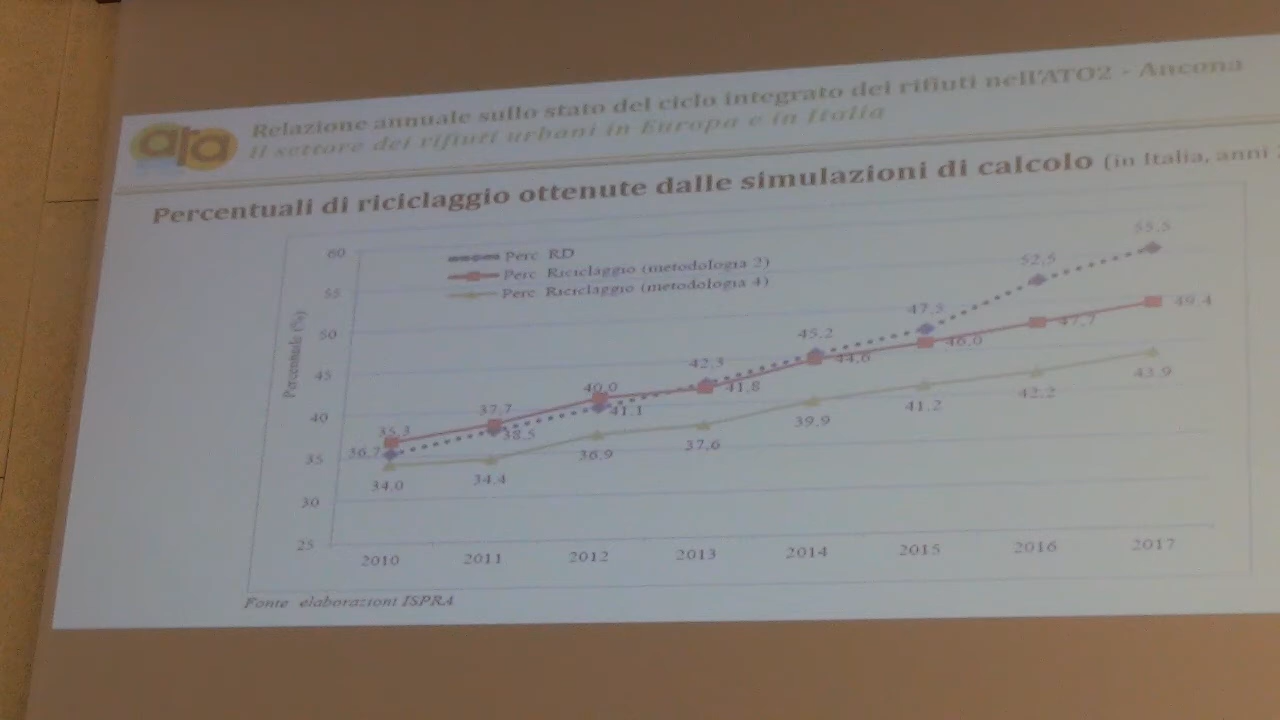 ata
Relazione annuale sullo stato del ciclo integrato dei rifiuti nell'ATO2 - Ancona
Il settore dei rifiuti urbani in Europa e in Italia
Percentuali di riciclaggio ottenute dalle simulazioni di calcolo (in Italia, anni
Perc RD
Perc Riciclaggio (metodologia 2)
Perc Riciclaggio (metodologia 4)
Percentuale (%)
60
55
50
45
40
35
30
25
35,3 37,7 40,0 42,3 45,2 47,5 52,5 55,5
36,7 38,5 41,1 41,8 44,6 46,0 47,7 49,4
34,0 34,4 36,9 37,6 39,9 41,2 42,2 43,9
2010 2011 2012 2013 2014 2015 2016 2017
Fonte elaborazioni ISPRA